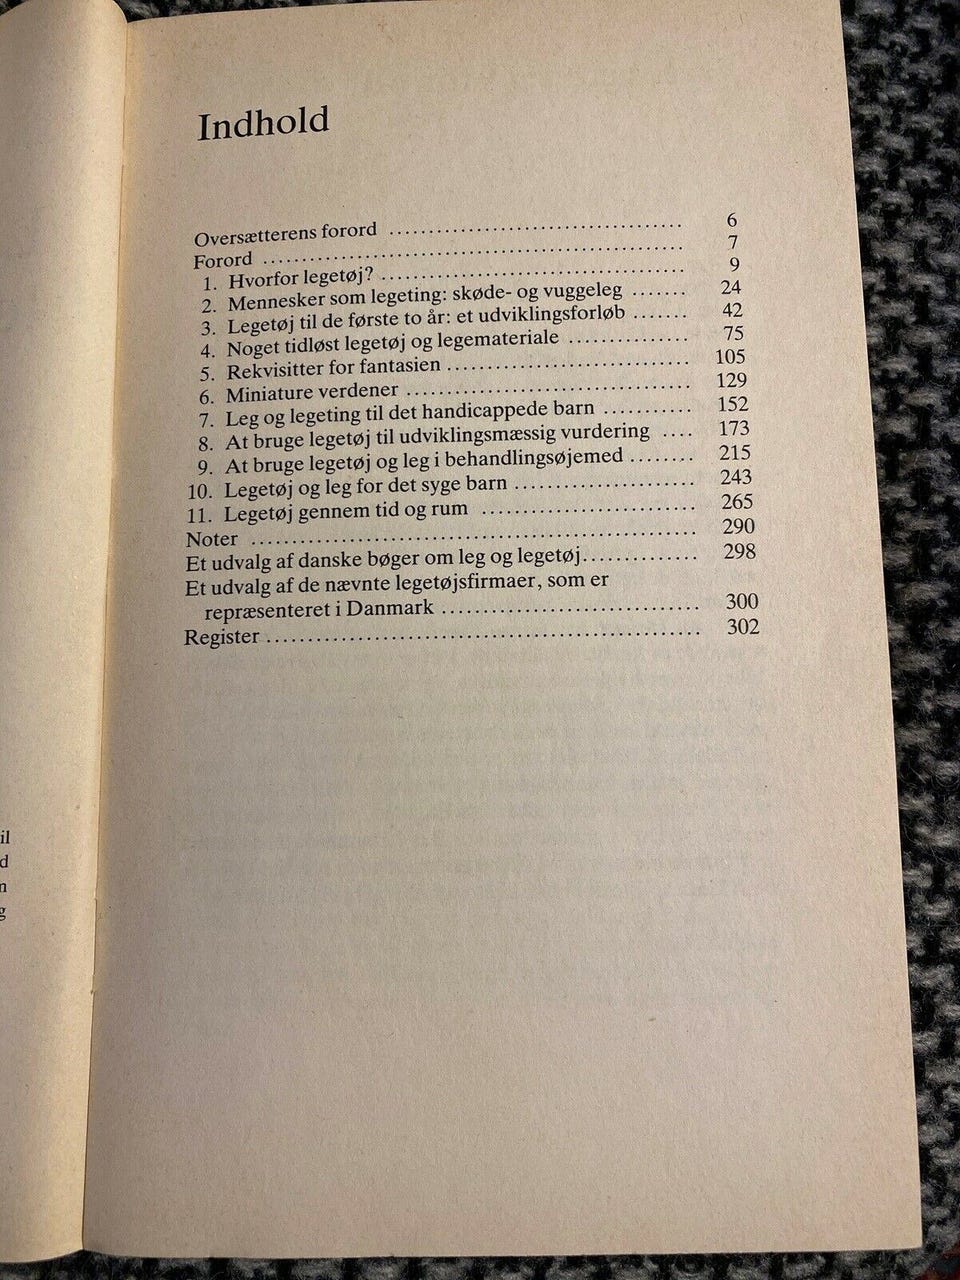 Indhold
Oversætterens forord ..................................... 6
Forord ..................................................... 7
1. Hvorfor legetøj? ...................................... 9
2. Mennesker som legeting: skøde- og vuggeleg ....... 24
3. Legetøj til de første to år: et udviklingsforløb ....... 42
4. Noget tidløst legetøj og legemateriale ............... 75
5. Rekvisitter for fantasien ............................... 105
6. Miniature verdener .................................... 129
7. Leg og legeting til det handicappede barn ........... 152
8. At bruge legetøj til udviklingsmæssig vurdering .... 173
9. At bruge legetøj og leg i behandlingsøjemed ........ 215
10. Legetøj og leg for det syge barn ....................... 243
11. Legetøj gennem tid og rum ........................... 265
Noter ........................................................ 290
Et udvalg af danske bøger om leg og legetøj.............. 298
Et udvalg af de nævnte legetøjsfirmaer, som er
repræsenteret i Danmark ................................ 300
Register ..................................................... 302
il
d
n
g